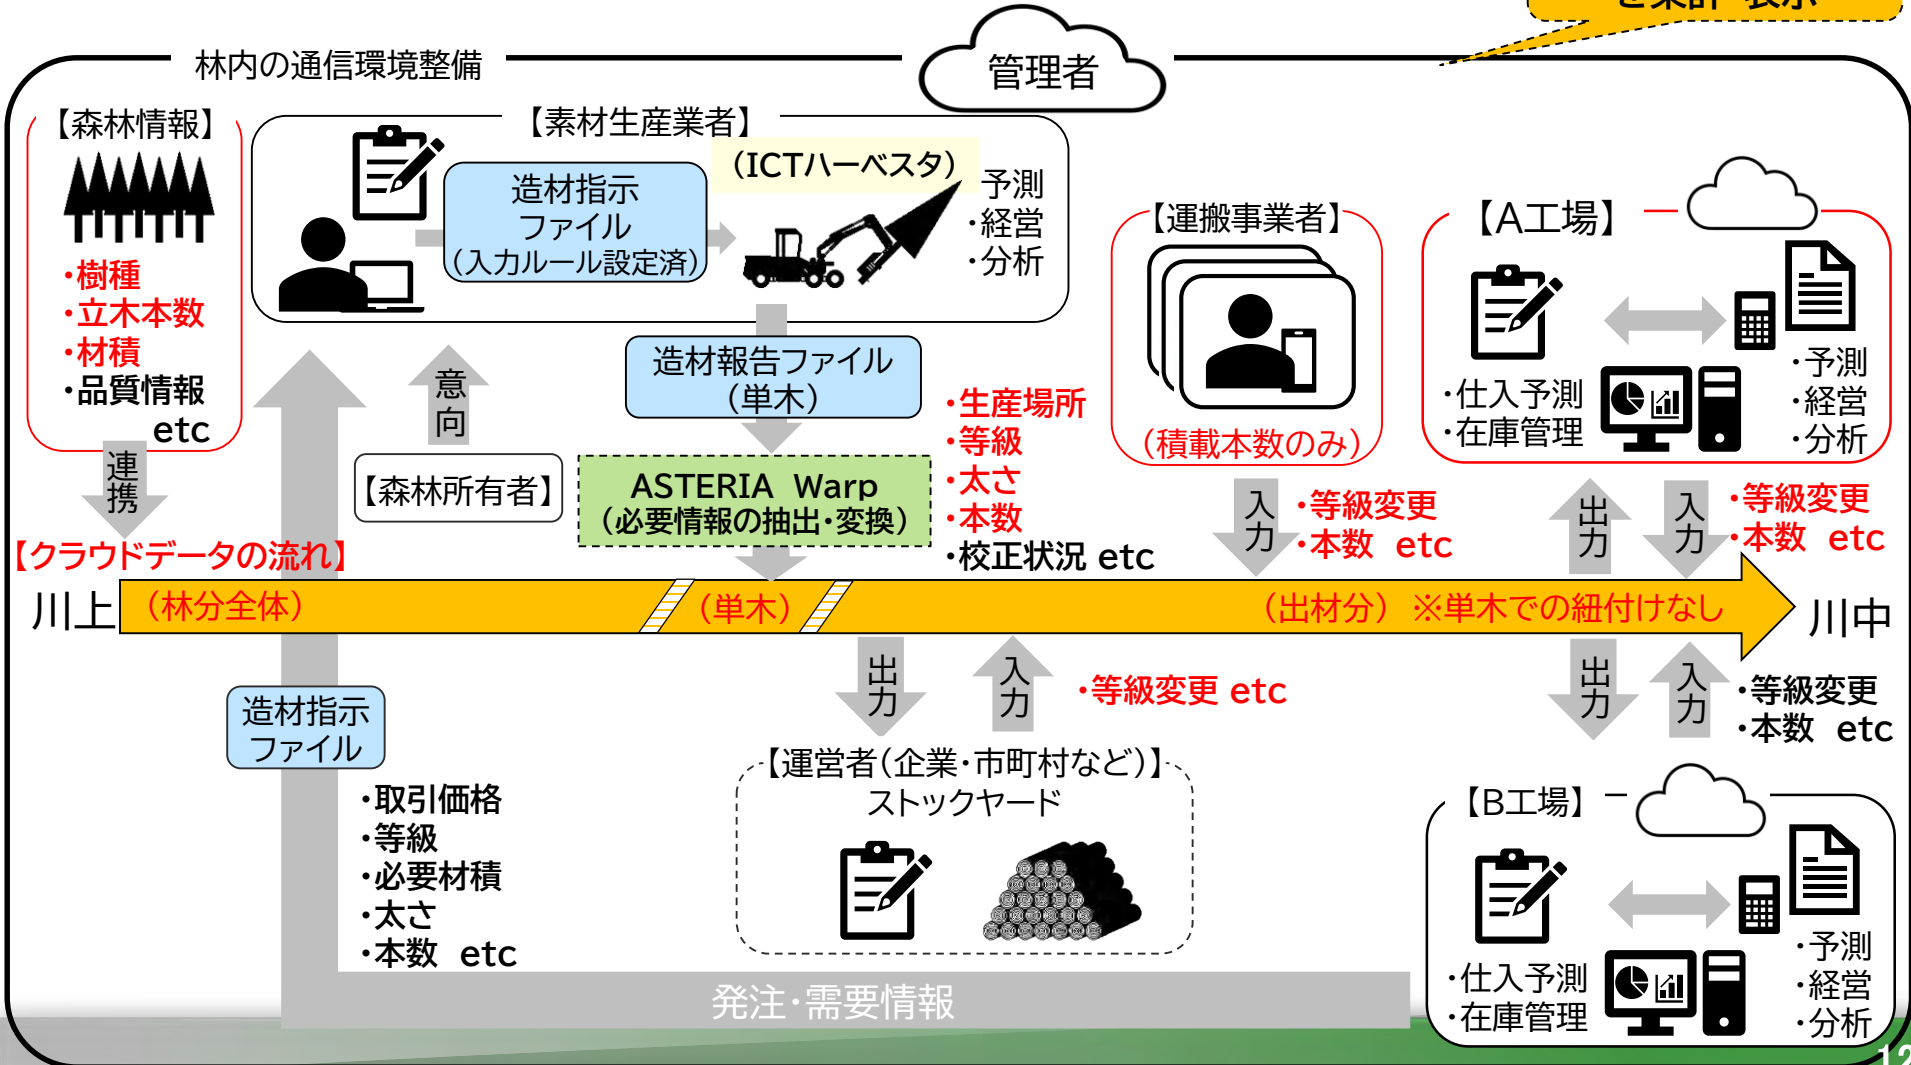 を集計・表示
林内の通信環境整備
管理者
【森林情報】
・樹種
・立木本数
・材積
・品質情報
etc
連携
【素材生産業者】
造材指示
ファイル
(入力ルール設定済)
(ICTハーベスタ)
予測
・経営
・分析
造材報告ファイル
(単木)
意向
【森林所有者】
ASTERIA Warp
(必要情報の抽出・変換)
・生産場所
・等級
・太さ
・本数
・校正状況 etc
【運搬事業者】
(積載本数のみ)
入力
・等級変更
・本数 etc
【A工場】
・仕入予測
・在庫管理
・予測
・経営
・分析
出力
入力
・等級変更
・本数 etc
【クラウドデータの流れ】
川上
(林分全体)
(単木)
(出材分) ※単木での紐付けなし
川中
造材指示
ファイル
・取引価格
・等級
・必要材積
・太さ
・本数 etc
出力
入力
・等級変更 etc
【運営者(企業・市町村など)】
ストックヤード
出力
入力
・等級変更
・本数 etc
【B工場】
・仕入予測
・在庫管理
・予測
・経営
・分析
発注・需要情報
12